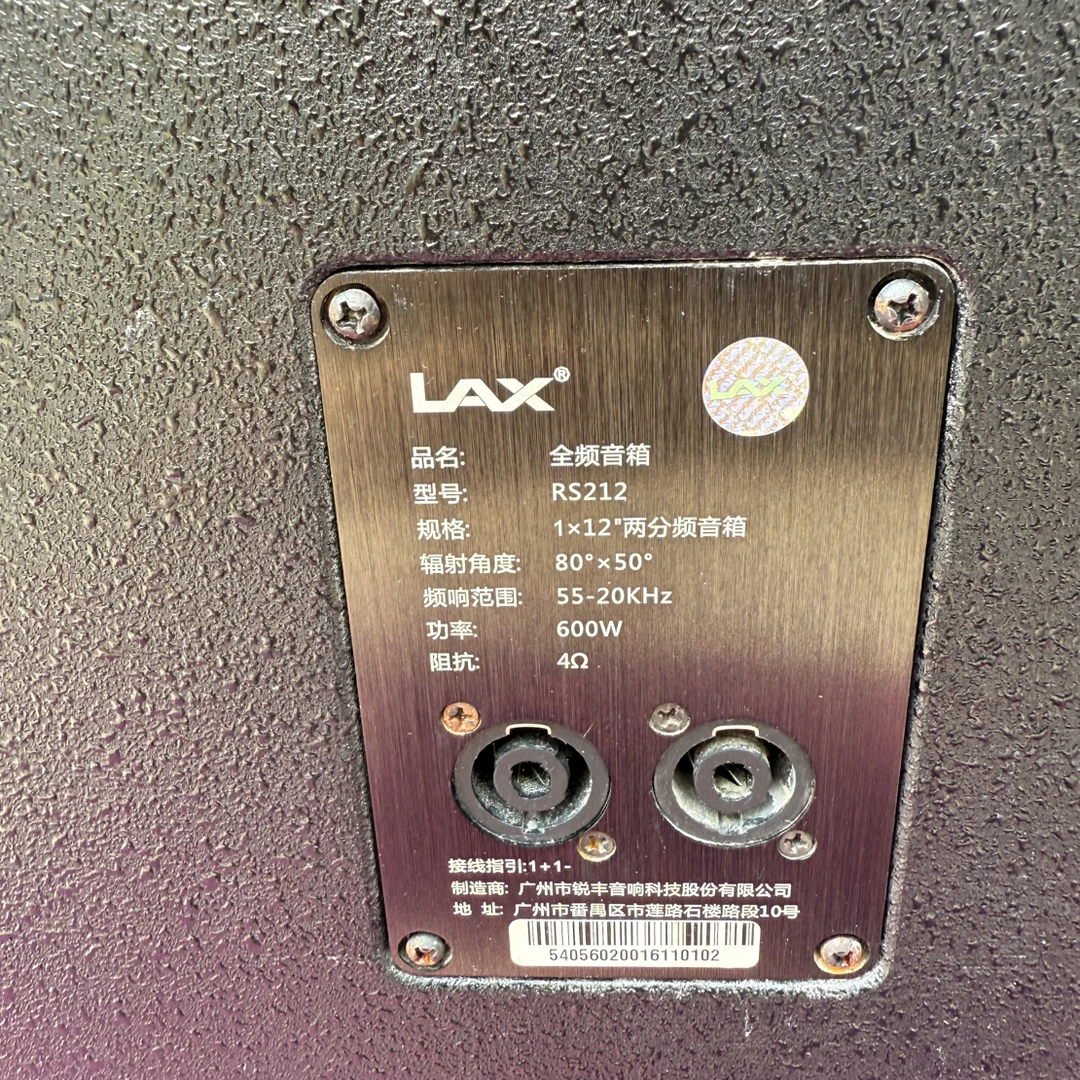 LAX®
LAX
品名: 全频音箱
型号: RS212
规格: 1×12"两分频音箱
辐射角度: 80°×50°
频响范围: 55-20KHz
功率: 600W
阻抗: 4Ω
接线指引:1+1-
制造商: 广州市锐丰音响科技股份有限公司
地 址: 广州市番禺区市莲路石楼路段10号
54056020016110102